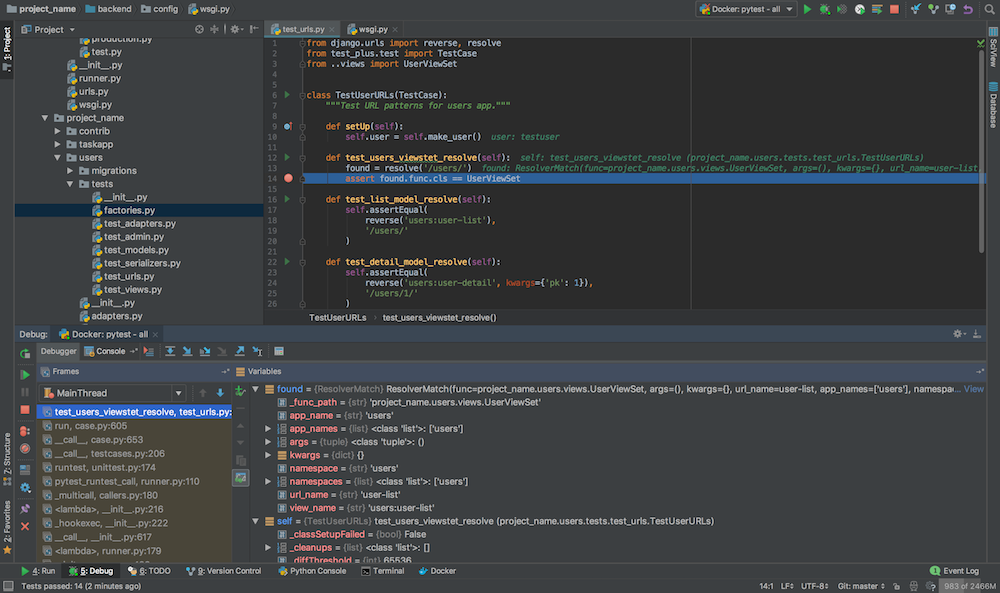 project_name backend config wsgi.py Docker: pytest - all
1: Project
Project
production.py
test.py
__init__.py
runner.py
urls.py
wsgi.py
project_name
contrib
taskapp
users
migrations
tests
__init__.py
factories.py
test_adapters.py
test_admin.py
test_models.py
test_serializers.py
test_urls.py
test_views.py
__init__.py
adapters.py
test_urls.py wsgi.py
1 from django.urls import reverse, resolve
2 from test_plus.test import TestCase
3 from ..views import UserViewSet
4
5
6 class TestUserURLs(TestCase):
7 """Test URL patterns for users app."""
8
9 def setUp(self):
10 self.user = self.make_user() user: testuser
11
12 def test_users_viewstet_resolve(self): self: test_users_viewstet_resolve (project_name.users.tests.test_urls.TestUserURLs)
13 found = resolve('/users/') found: ResolverMatch(func=project_name.users.views.UserViewSet, args=(), kwargs={}, url_name=user-list
14 assert found.func.cls == UserViewSet
15
16 def test_list_model_resolve(self):
17 self.assertEqual(
18 reverse('users:user-list'),
19 '/users/'
20 )
21
22 def test_detail_model_resolve(self):
23 self.assertEqual(
24 reverse('users:user-detail', kwargs={'pk': 1}),
25 '/users/1/'
26 )
TestUserURLs test_users_viewstet_resolve()
SciView
Database
Debug: Docker: pytest - all
Debugger Console
Frames
MainThread
test_users_viewstet_resolve, test_urls.py:
run, case.py:605
__call__, case.py:653
__call__, testcases.py:206
runtest, unittest.py:174
pytest_runtest_call, runner.py:110
_multicall, callers.py:180
<lambda>, __init__.py:216
_hookexec, __init__.py:222
__call__, __init__.py:617
<lambda>, runner.py:179
Variables
found = {ResolverMatch} ResolverMatch(func=project_name.users.views.UserViewSet, args=(), kwargs={}, url_name=user-list, app_names=['users'], namespac... View
_func_path = {str} 'project_name.users.views.UserViewSet'
app_name = {str} 'users'
app_names = {list} <class 'list'>: ['users']
args = {tuple} <class 'tuple'>: ()
kwargs = {dict} {}
namespace = {str} 'users'
namespaces = {list} <class 'list'>: ['users']
url_name = {str} 'user-list'
view_name = {str} 'users:user-list'
self = {TestUserURLs} test_users_viewstet_resolve (project_name.users.tests.test_urls.TestUserURLs)
_classSetupFailed = {bool} False
_cleanups = {list} <class 'list'>: []
_diffThreshold = {int} 65536
Z: Structure
2: Favorites
4: Run 5: Debug 6: TODO 9: Version Control Python Console Terminal Docker Event Log
Tests passed: 14 (2 minutes ago) 14:1 LF UTF-8 Git: master 983 of 2466M